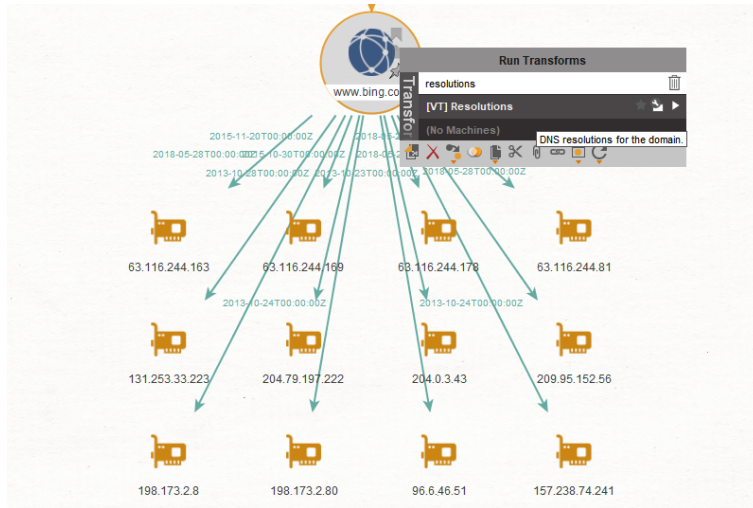 Run Transforms
Transfor
resolutions
www.bing.co
[VT] Resolutions
(No Machines)
DNS resolutions for the domain.
2015-11-20T00:00:00Z
2018-05-28T00:00:00Z
2013-10-28T00:00:00Z 2013-10-23T00:00:00Z 2018-05-28T00:00:00Z
63.116.244.163 63.116.244.169 63.116.244.178 63.116.244.81
2013-10-24T00:00:00Z 2013-10-24T00:00:00Z
131.253.33.223 204.79.197.222 204.0.3.43 209.95.152.56
198.173.2.8 198.173.2.80 96.6.46.51 157.238.74.241